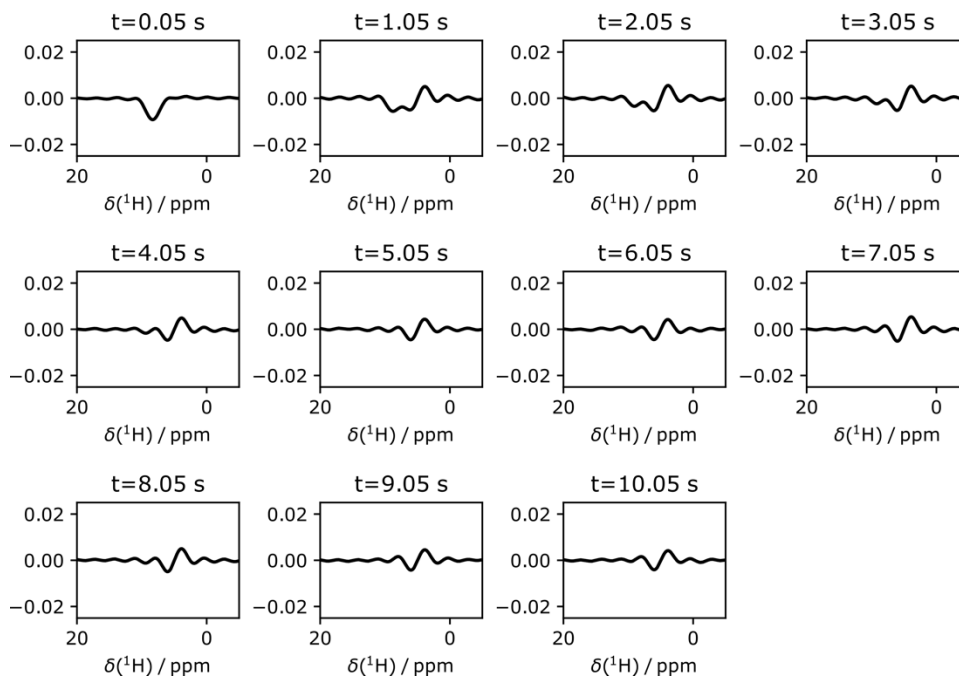 t=0.05 s t=1.05 s t=2.05 s t=3.05 s
0.02 0.02 0.02 0.02
0.00 0.00 0.00 0.00
−0.02 −0.02 −0.02 −0.02
20 0 20 0 20 0 20 0
δ(¹H) / ppm δ(¹H) / ppm δ(¹H) / ppm δ(¹H) / ppm
t=4.05 s t=5.05 s t=6.05 s t=7.05 s
0.02 0.02 0.02 0.02
0.00 0.00 0.00 0.00
−0.02 −0.02 −0.02 −0.02
20 0 20 0 20 0 20 0
δ(¹H) / ppm δ(¹H) / ppm δ(¹H) / ppm δ(¹H) / ppm
t=8.05 s t=9.05 s t=10.05 s
0.02 0.02 0.02
0.00 0.00 0.00
−0.02 −0.02 −0.02
20 0 20 0 20 0
δ(¹H) / ppm δ(¹H) / ppm δ(¹H) / ppm